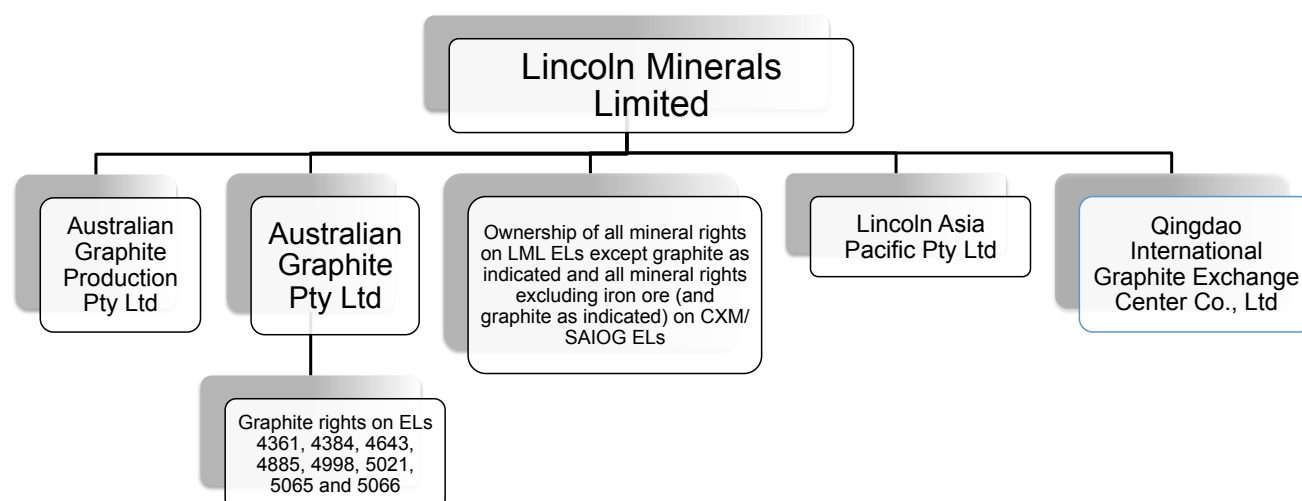 Lincoln Minerals
Limited
Australian
Graphite
Production
Pty Ltd
Australian
Graphite
Pty Ltd
Ownership of all mineral rights
on LML ELs except graphite as
indicated and all mineral rights
excluding iron ore (and
graphite as indicated) on CXM/
SAIOG ELs
Lincoln Asia
Pacific Pty Ltd
Qingdao
International
Graphite Exchange
Center Co., Ltd
Graphite rights on ELs
4361, 4384, 4643,
4885, 4998, 5021,
5065 and 5066